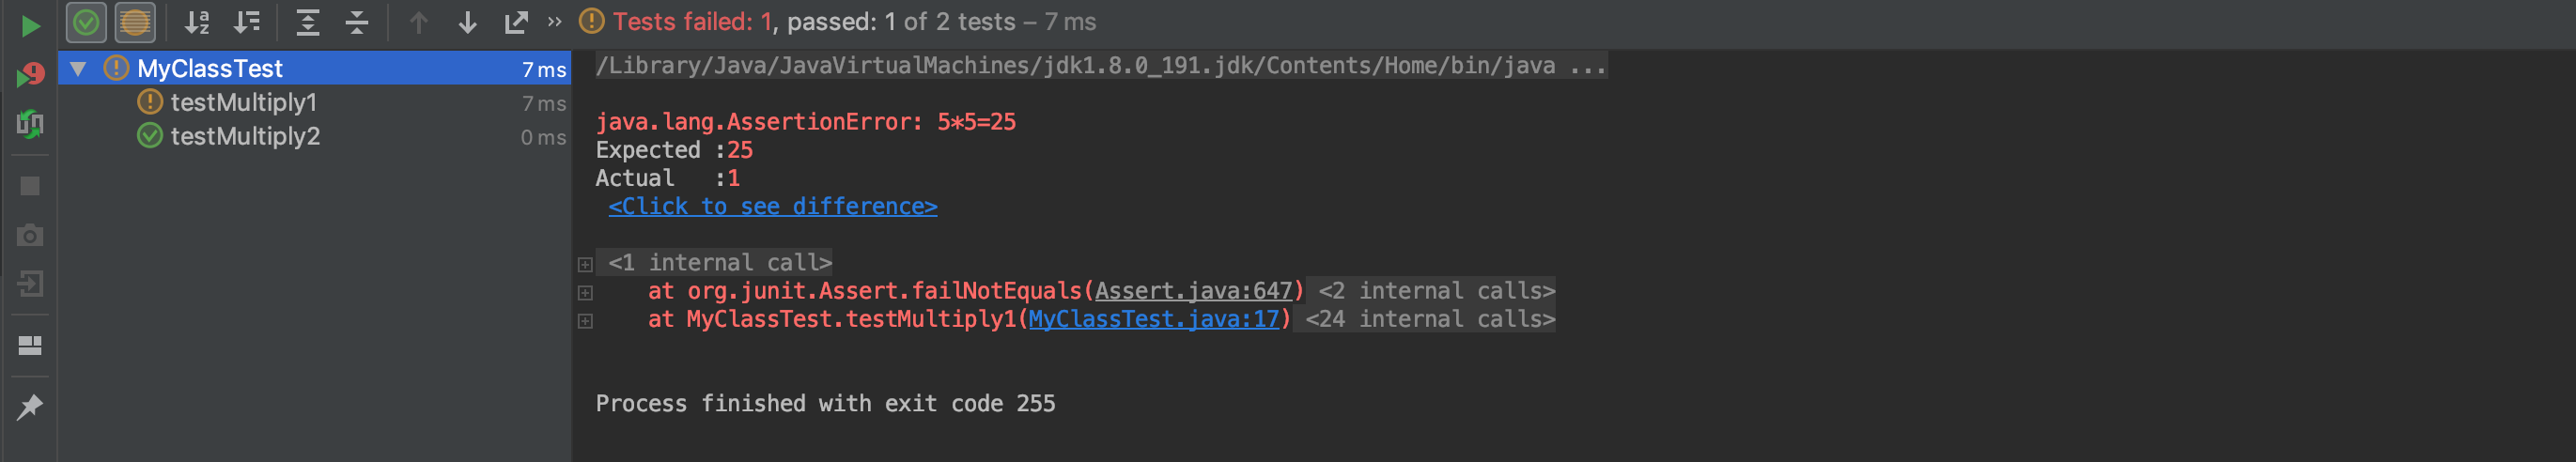 Tests failed: 1, passed: 1 of 2 tests – 7 ms
MyClassTest 7 ms
testMultiply1 7 ms
testMultiply2 0 ms
/Library/Java/JavaVirtualMachines/jdk1.8.0_191.jdk/Contents/Home/bin/java ...
java.lang.AssertionError: 5*5=25
Expected :25
Actual   :1
<Click to see difference>
<1 internal call>
at org.junit.Assert.failNotEquals(Assert.java:647) <2 internal calls>
at MyClassTest.testMultiply1(MyClassTest.java:17) <24 internal calls>
Process finished with exit code 255